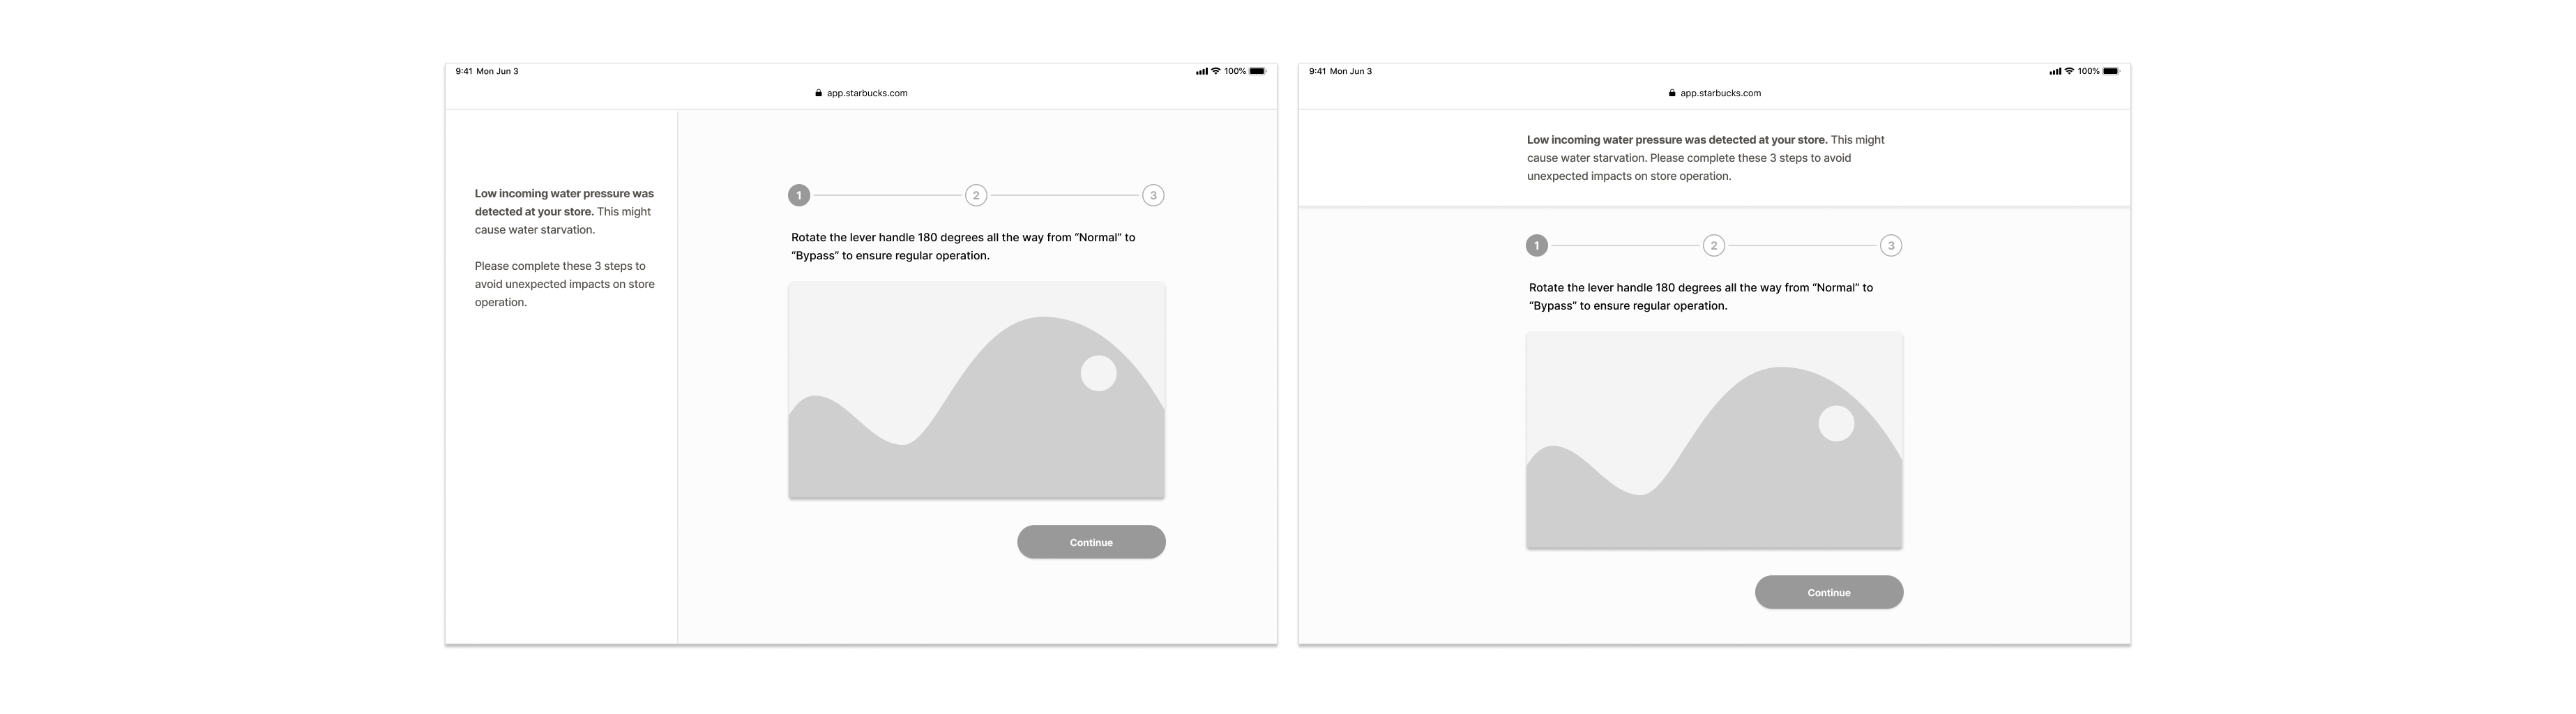 9:41 Mon Jun 3
100%
app.starbucks.com
Low incoming water pressure was
detected at your store. This might
cause water starvation.
Please complete these 3 steps to
avoid unexpected impacts on store
operation.
1
2
3
Rotate the lever handle 180 degrees all the way from “Normal” to
“Bypass” to ensure regular operation.
Continue
9:41 Mon Jun 3
100%
app.starbucks.com
Low incoming water pressure was detected at your store. This might
cause water starvation. Please complete these 3 steps to avoid
unexpected impacts on store operation.
1
2
3
Rotate the lever handle 180 degrees all the way from “Normal” to
“Bypass” to ensure regular operation.
Continue